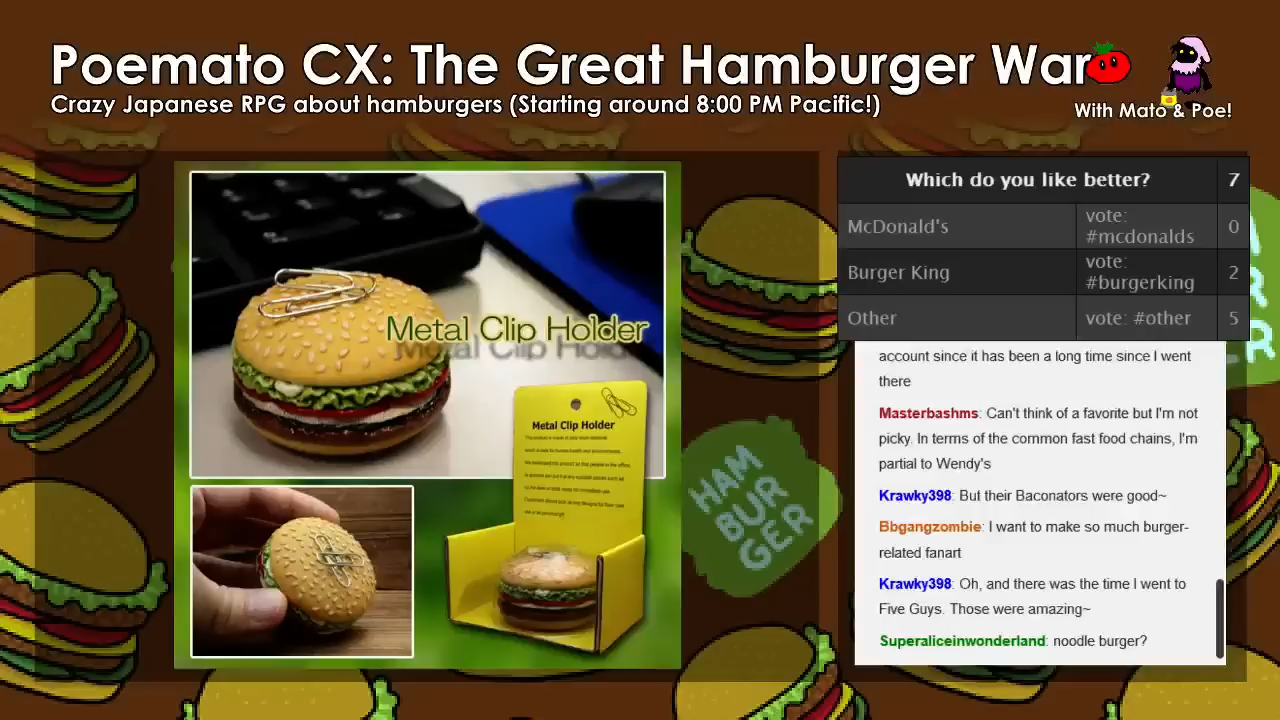 Poemato CX: The Great Hamburger War
Crazy Japanese RPG about hamburgers (Starting around 8:00 PM Pacific!)
With Mato & Poe!
Metal Clip Holder
Metal Clip Holder
HAM
BUR
GER
Which do you like better? 7
McDonald's vote: #mcdonalds 0
Burger King vote: #burgerking 2
Other vote: #other 5
account since it has been a long time since I went
there
Masterbashms: Can't think of a favorite but I'm not
picky. In terms of the common fast food chains, I'm
partial to Wendy's
Krawky398: But their Baconators were good~
Bbgangzombie: I want to make so much burger-
related fanart
Krawky398: Oh, and there was the time I went to
Five Guys. Those were amazing~
Superaliceinwonderland: noodle burger?